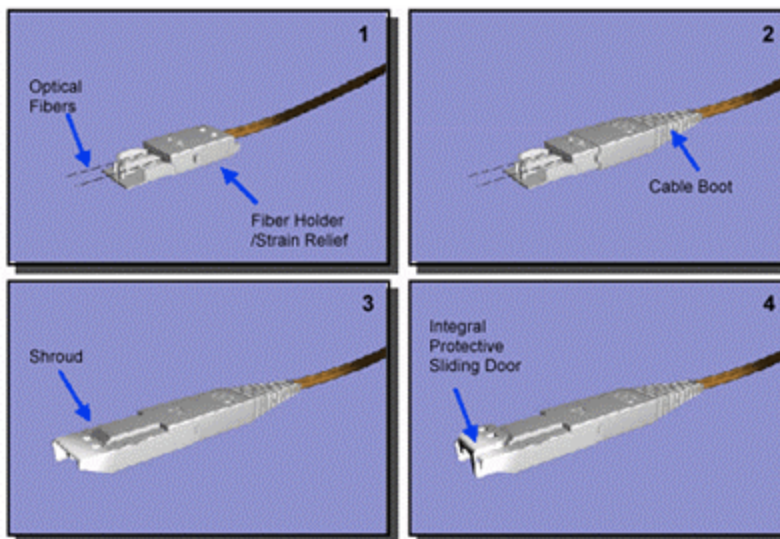 1
Optical
Fibers
Fiber Holder
/Strain Relief
2
Cable Boot
3
Shroud
4
Integral
Protective
Sliding Door